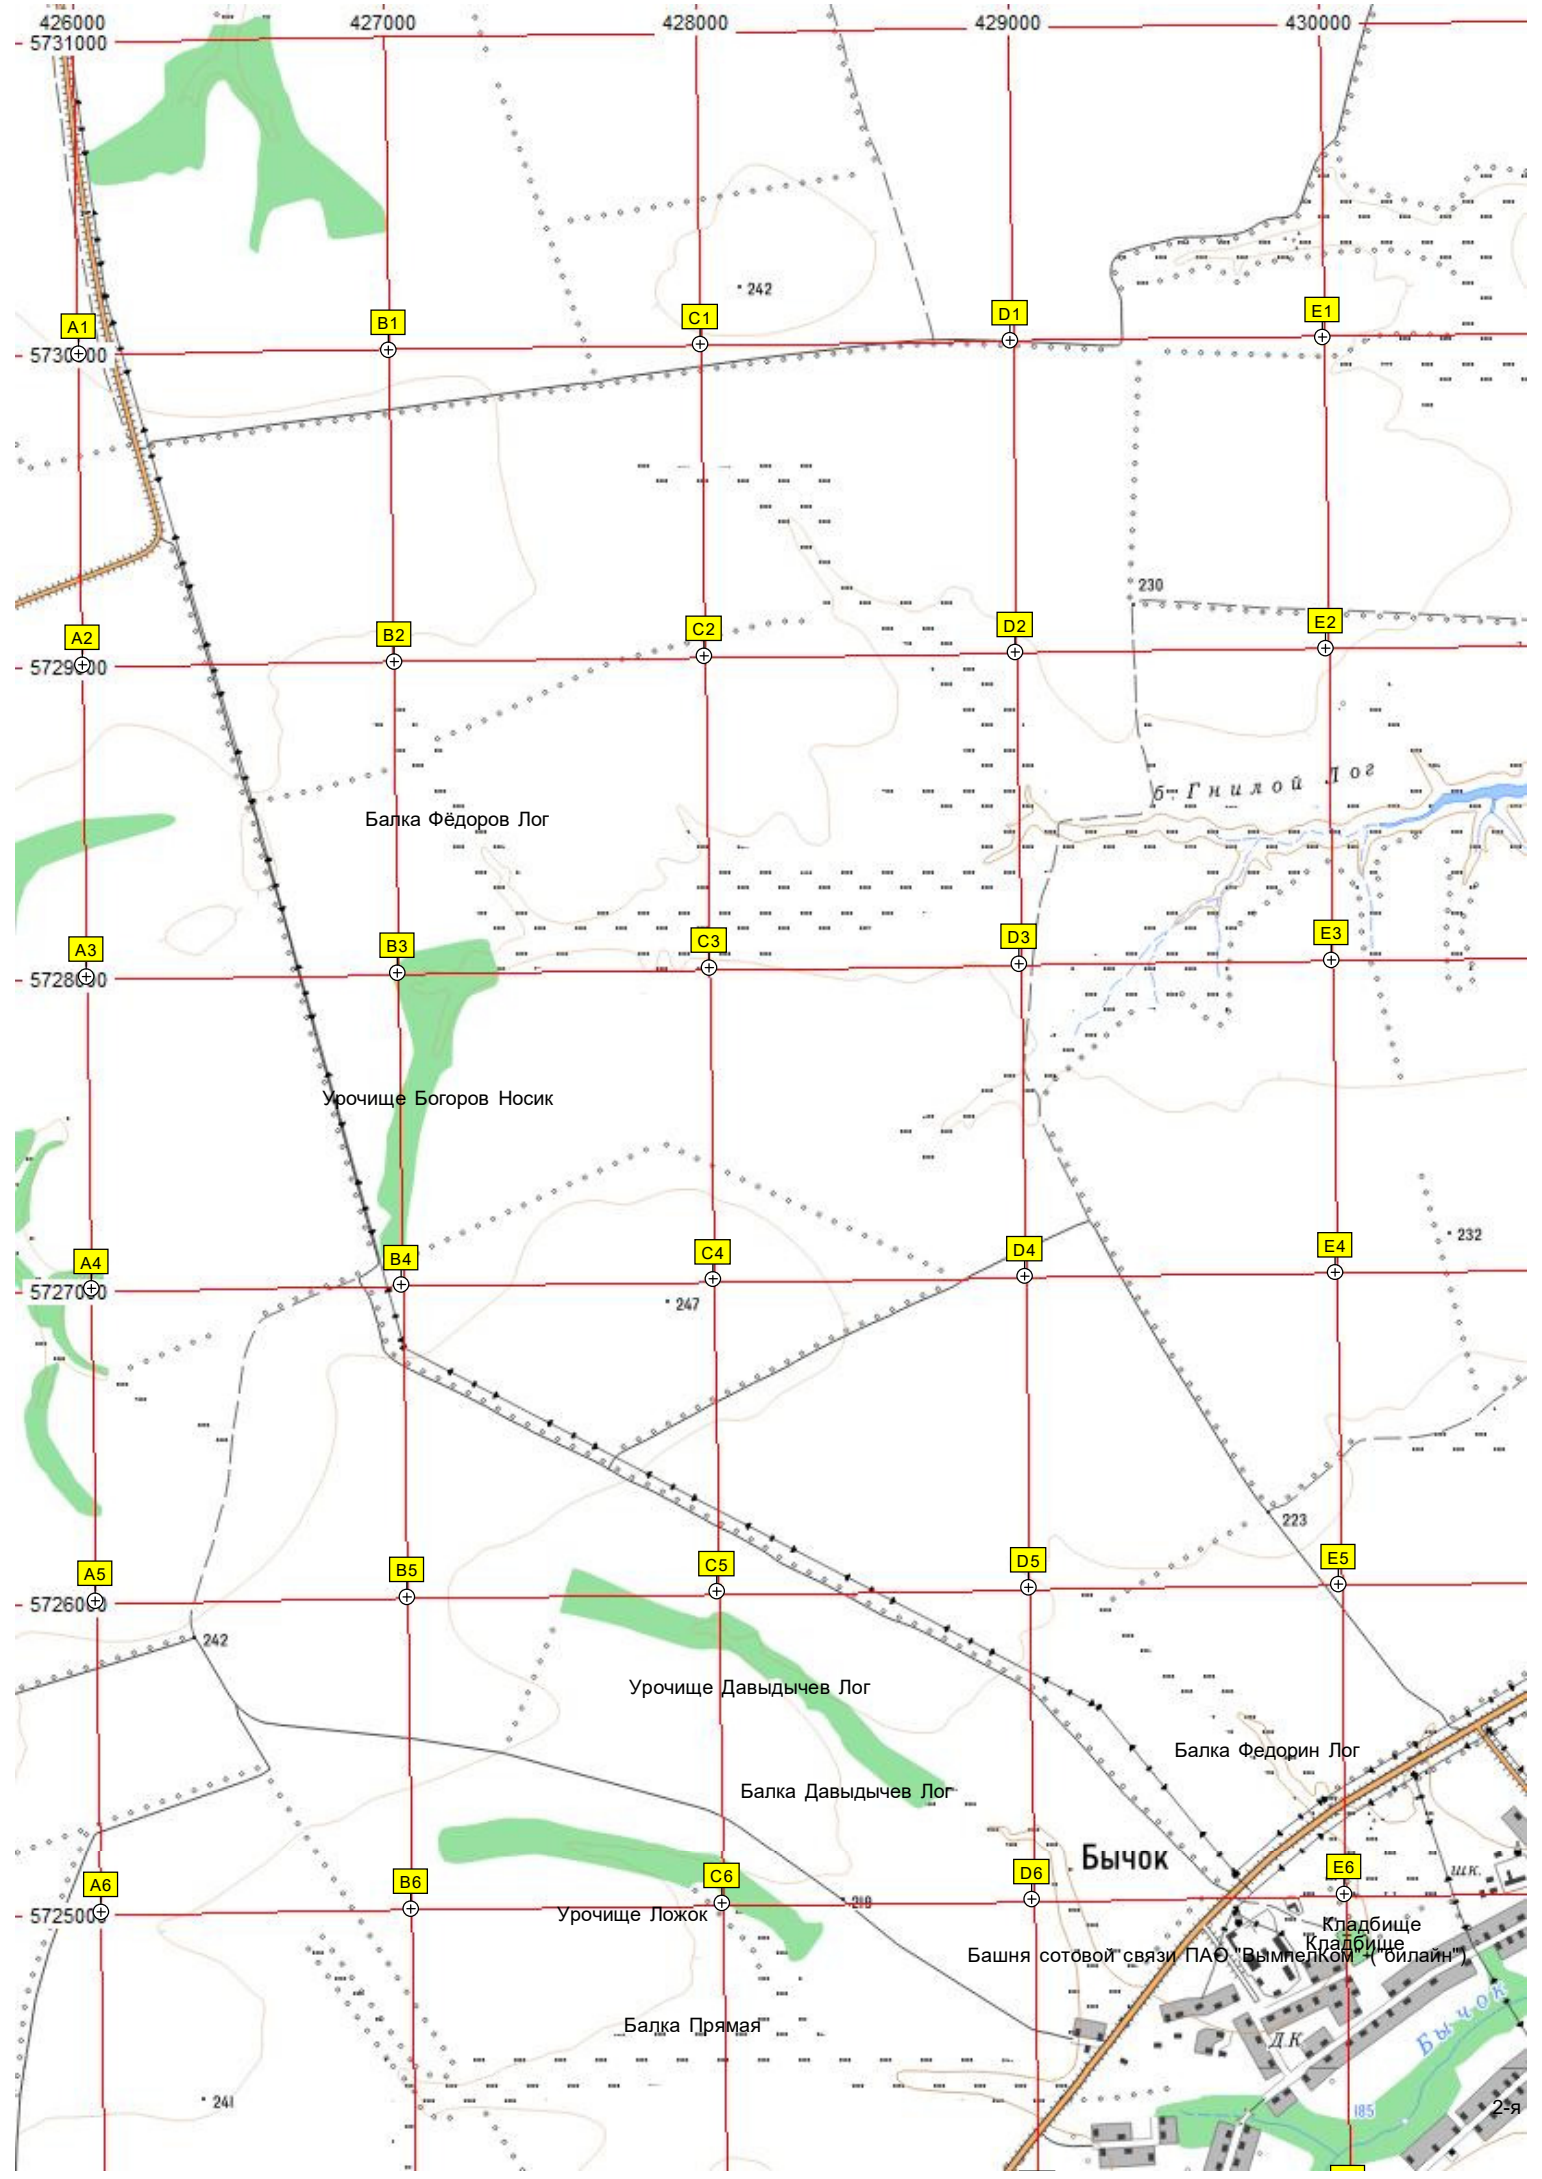 426000 427000 428000 429000 430000
5731000
242
A1 B1 C1 D1 E1
5730000
230
A2 B2 C2 D2 E2
5729000
б. Гнилой Лог
Балка Фёдоров Лог
A3 B3 C3 D3 E3
5728000
Урочище Богоров Носик
232
A4 B4 C4 D4 E4
5727000
247
223
A5 B5 C5 D5 E5
5726000
242
Урочище Давыдычев Лог
Балка Федорин Лог
Балка Давыдычев Лог
Бычок
шк.
A6 B6 C6 D6 E6
5725000
219
Урочище Ложок
Кладбище
Кладбище
Башня сотовой связи ПАО "ВымпелКом" ("билайн")
Бычок
Балка Прямая
ДК
241
185
2-я